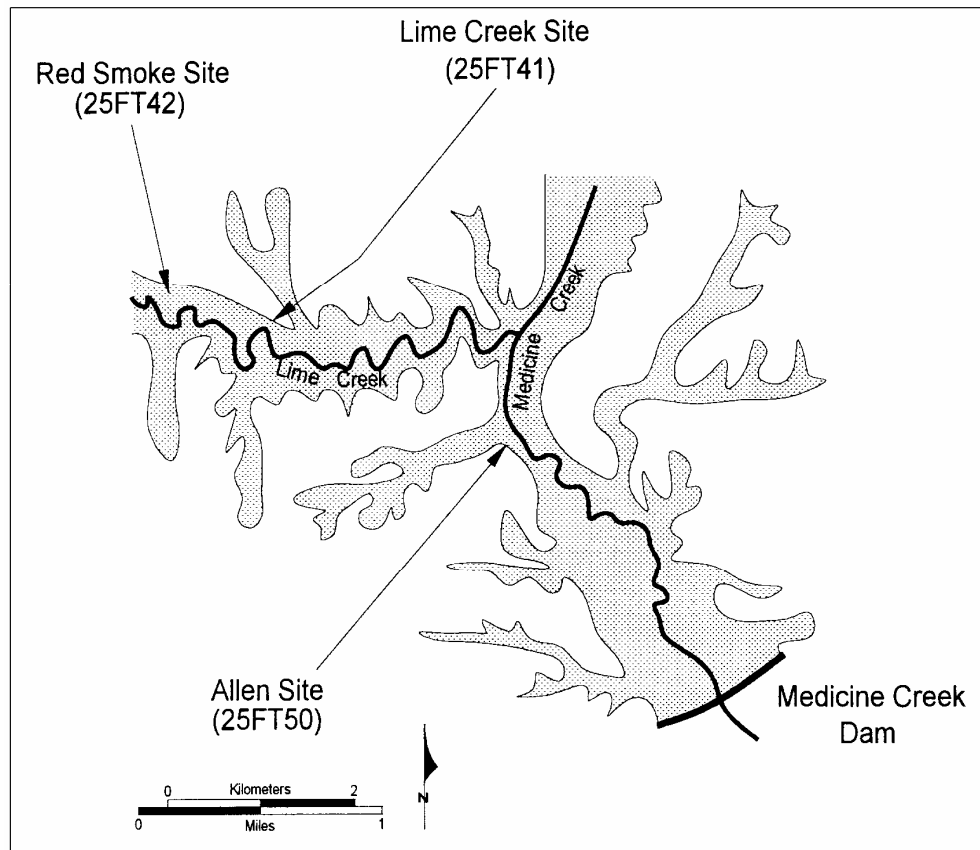 Lime Creek Site
(25FT41)
Red Smoke Site
(25FT42)
Medicine Creek
Lime Creek
Allen Site
(25FT50)
Medicine Creek
Dam
N
0 Kilometers 2
0 Miles 1